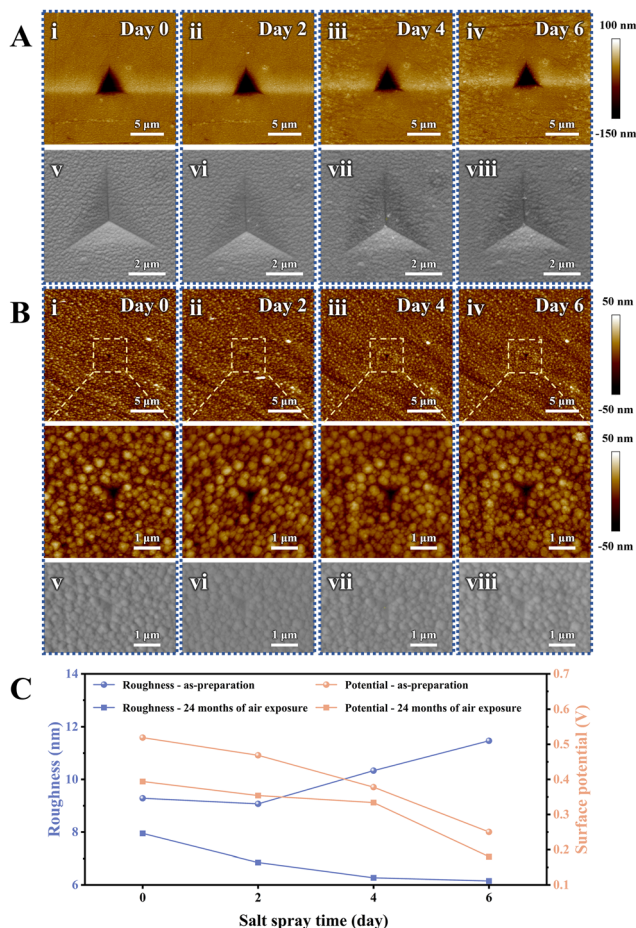 A
i Day 0
ii Day 2
iii Day 4
iv Day 6
100 nm
-150 nm
5 μm
5 μm
5 μm
5 μm
v
vi
vii
viii
2 μm
2 μm
2 μm
2 μm
B
i Day 0
ii Day 2
iii Day 4
iv Day 6
50 nm
-50 nm
5 μm
5 μm
5 μm
5 μm
50 nm
-50 nm
1 μm
1 μm
1 μm
1 μm
v
vi
vii
viii
1 μm
1 μm
1 μm
1 μm
C
Roughness - as-preparation
Potential - as-preparation
Roughness - 24 months of air exposure
Potential - 24 months of air exposure
Roughness (nm)
14
12
10
8
6
Surface potential (V)
0.7
0.6
0.5
0.4
0.3
0.2
0.1
0
2
4
6
Salt spray time (day)